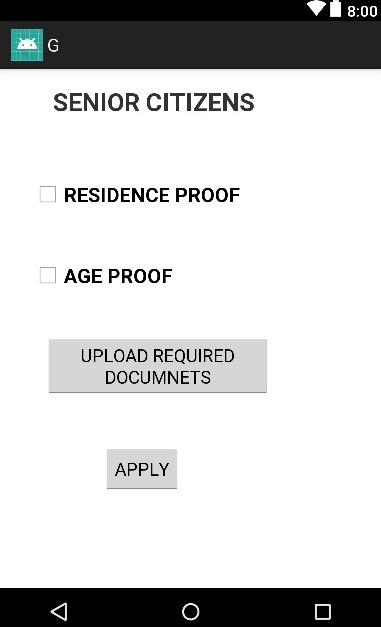 8:00
G
SENIOR CITIZENS
RESIDENCE PROOF
AGE PROOF
UPLOAD REQUIRED
DOCUMNETS
APPLY